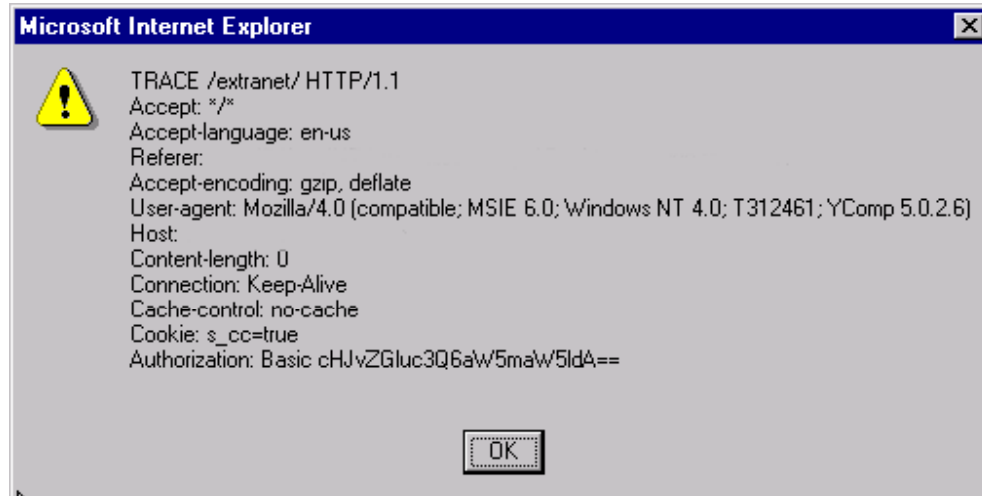 Microsoft Internet Explorer
TRACE /extranet/ HTTP/1.1
Accept: */*
Accept-language: en-us
Referer:
Accept-encoding: gzip, deflate
User-agent: Mozilla/4.0 (compatible; MSIE 6.0; Windows NT 4.0; T312461; YComp 5.0.2.6)
Host:
Content-length: 0
Connection: Keep-Alive
Cache-control: no-cache
Cookie: s_cc=true
Authorization: Basic cHJvZGluc3Q6aW5maW5ldA==
OK